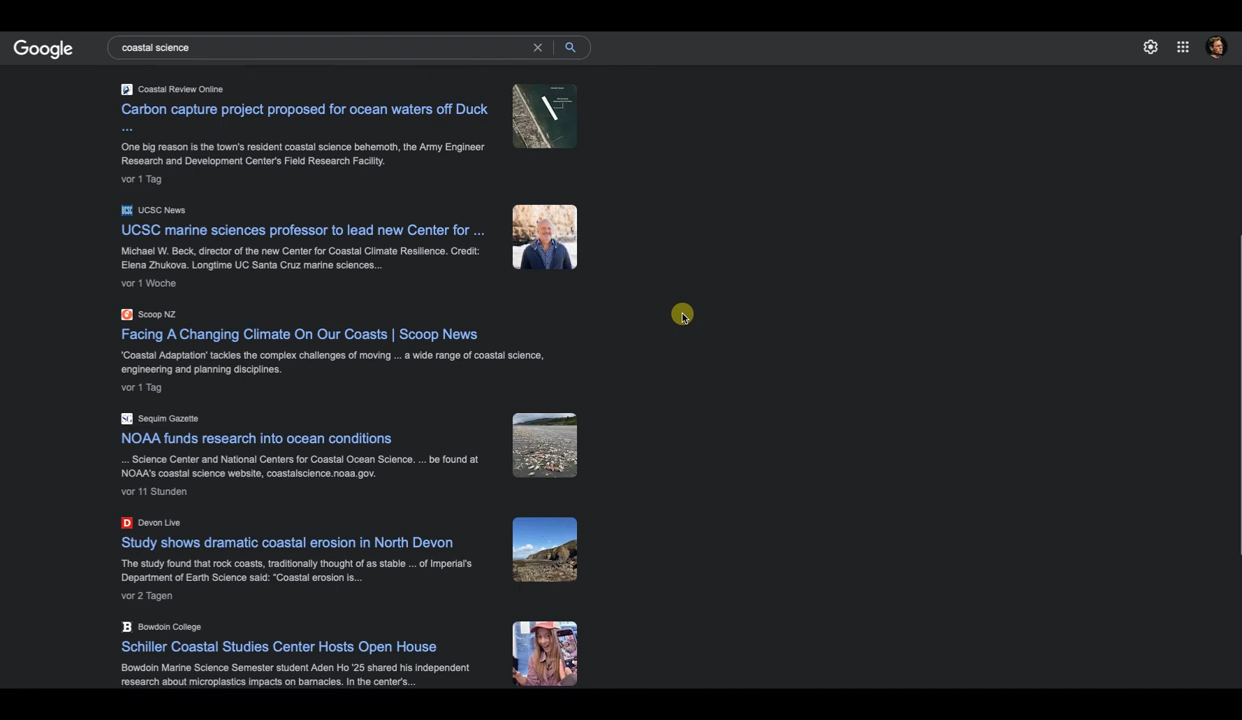 Google
coastal science
Coastal Review Online
Carbon capture project proposed for ocean waters off Duck
...
One big reason is the town's resident coastal science behemoth, the Army Engineer
Research and Development Center's Field Research Facility.
vor 1 Tag
UCSC News
UCSC marine sciences professor to lead new Center for ...
Michael W. Beck, director of the new Center for Coastal Climate Resilience. Credit:
Elena Zhukova. Longtime UC Santa Cruz marine sciences...
vor 1 Woche
Scoop NZ
Facing A Changing Climate On Our Coasts | Scoop News
'Coastal Adaptation' tackles the complex challenges of moving ... a wide range of coastal science,
engineering and planning disciplines.
vor 1 Tag
Sequim Gazette
NOAA funds research into ocean conditions
... Science Center and National Centers for Coastal Ocean Science. ... be found at
NOAA's coastal science website, coastalscience.noaa.gov.
vor 11 Stunden
D Devon Live
Study shows dramatic coastal erosion in North Devon
The study found that rock coasts, traditionally thought of as stable ... of Imperial's
Department of Earth Science said: "Coastal erosion is...
vor 2 Tagen
B Bowdoin College
Schiller Coastal Studies Center Hosts Open House
Bowdoin Marine Science Semester student Aden Ho '25 shared his independent
research about microplastics impacts on barnacles. In the center's...